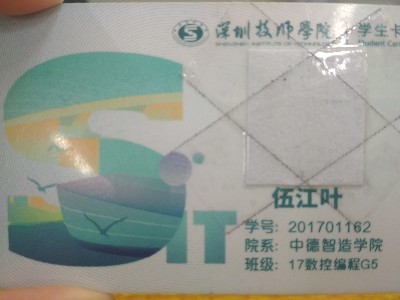 深圳技师学院 学生卡
SHENZHEN INSTITUTE OF TECHNOLOGY Student Card
SIT
伍江叶
学号: 201701162
院系: 中德智造学院
班级: 17数控编程G5